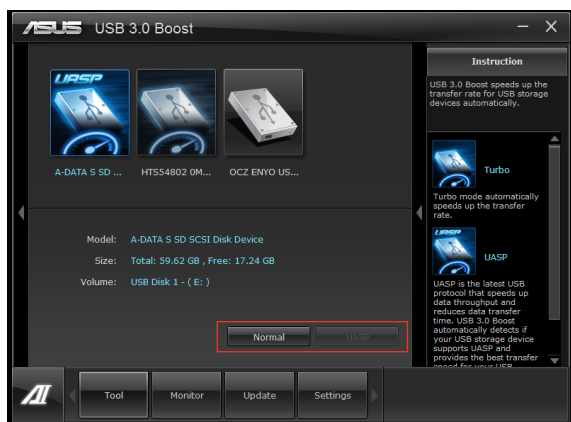 ASUS USB 3.0 Boost
Instruction
USB 3.0 Boost speeds up the
transfer rate for USB storage
devices automatically.
UASP
A-DATA S SD ...
HTS54802 0M...
OCZ ENYO US...
Turbo
Turbo mode automatically
speeds up the transfer
rate.
UASP
UASP
UASP is the latest USB
protocol that speeds up
data throughput and
reduces data transfer
time. USB 3.0 Boost
automatically detects if
your USB storage device
supports UASP and
provides the best transfer
speed for your USB
Model: A-DATA S SD SCSI Disk Device
Size: Total: 59.62 GB , Free: 17.24 GB
Volume: USB Disk 1 - ( E: )
Normal
UASP
Tool
Monitor
Update
Settings